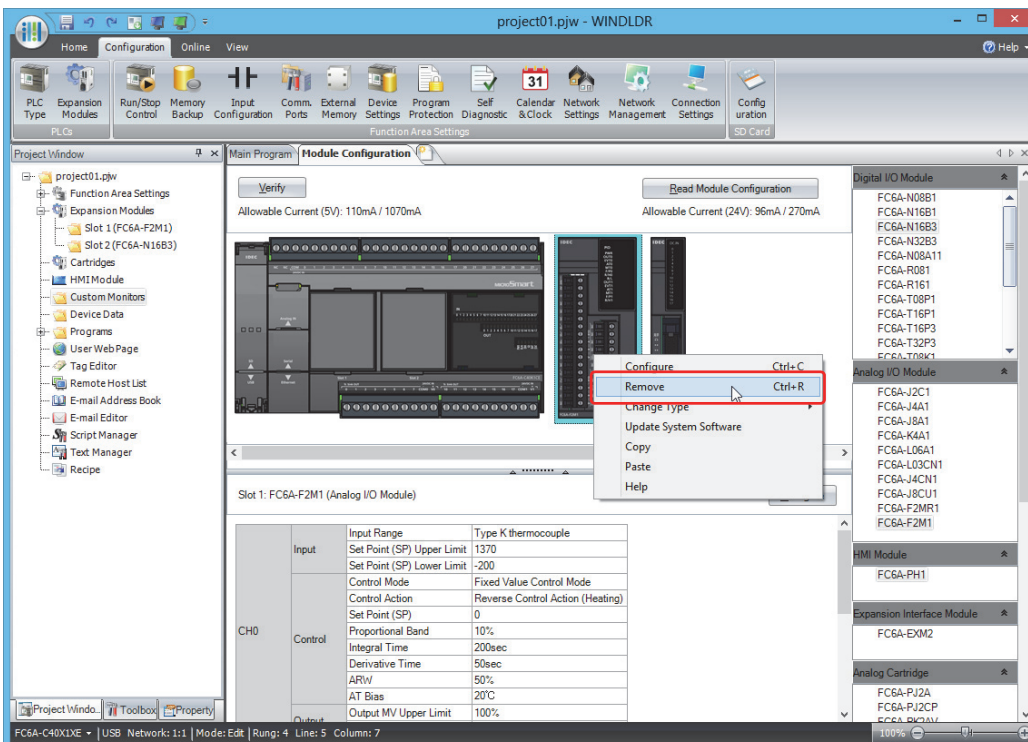 project01.pjw - WINDLDR
Home Configuration Online View Help
PLC Type
Expansion Modules
Run/Stop Control
Memory Backup
Input Configuration
Comm. Ports
External Memory
Device Settings
Program Protection
Self Diagnostic
31
Calendar & Clock
Network Settings
Network Management
Connection Settings
Configuration
PLCs
Function Area Settings
SD Card
Project Window
project01.pjw
Function Area Settings
Expansion Modules
Slot 1 (FC6A-F2M1)
Slot 2 (FC6A-N16B3)
Cartridges
HMI Module
Custom Monitors
Device Data
Programs
User Web Page
Tag Editor
Remote Host List
E-mail Address Book
E-mail Editor
Script Manager
Text Manager
Recipe
Project Windo...
Toolbox
Property
Main Program
Module Configuration
Verify
Read Module Configuration
Allowable Current (5V): 110mA / 1070mA
Allowable Current (24V): 96mA / 270mA
MICROSmart
Configure Ctrl+C
Remove Ctrl+R
Change Type
Update System Software
Copy
Paste
Help
Slot 1: FC6A-F2M1 (Analog I/O Module)
CH0
Input
Input Range Type K thermocouple
Set Point (SP) Upper Limit 1370
Set Point (SP) Lower Limit -200
Control
Control Mode Fixed Value Control Mode
Control Action Reverse Control Action (Heating)
Set Point (SP) 0
Proportional Band 10%
Integral Time 200sec
Derivative Time 50sec
ARW 50%
AT Bias 20°C
Output
Output MV Upper Limit 100%
Digital I/O Module
FC6A-N08B1
FC6A-N16B1
FC6A-N16B3
FC6A-N32B3
FC6A-N08A11
FC6A-R081
FC6A-R161
FC6A-T08P1
FC6A-T16P1
FC6A-T16P3
FC6A-T32P3
FC6A-T08K1
Analog I/O Module
FC6A-J2C1
FC6A-J4A1
FC6A-J8A1
FC6A-K4A1
FC6A-L06A1
FC6A-L03CN1
FC6A-J4CN1
FC6A-J8CU1
FC6A-F2MR1
FC6A-F2M1
HMI Module
FC6A-PH1
Expansion Interface Module
FC6A-EXM2
Analog Cartridge
FC6A-PJ2A
FC6A-PJ2CP
FC6A-PK2AV
FC6A-C40X1XE USB Network: 1:1 Mode: Edit Rung: 4 Line: 5 Column: 7
100%